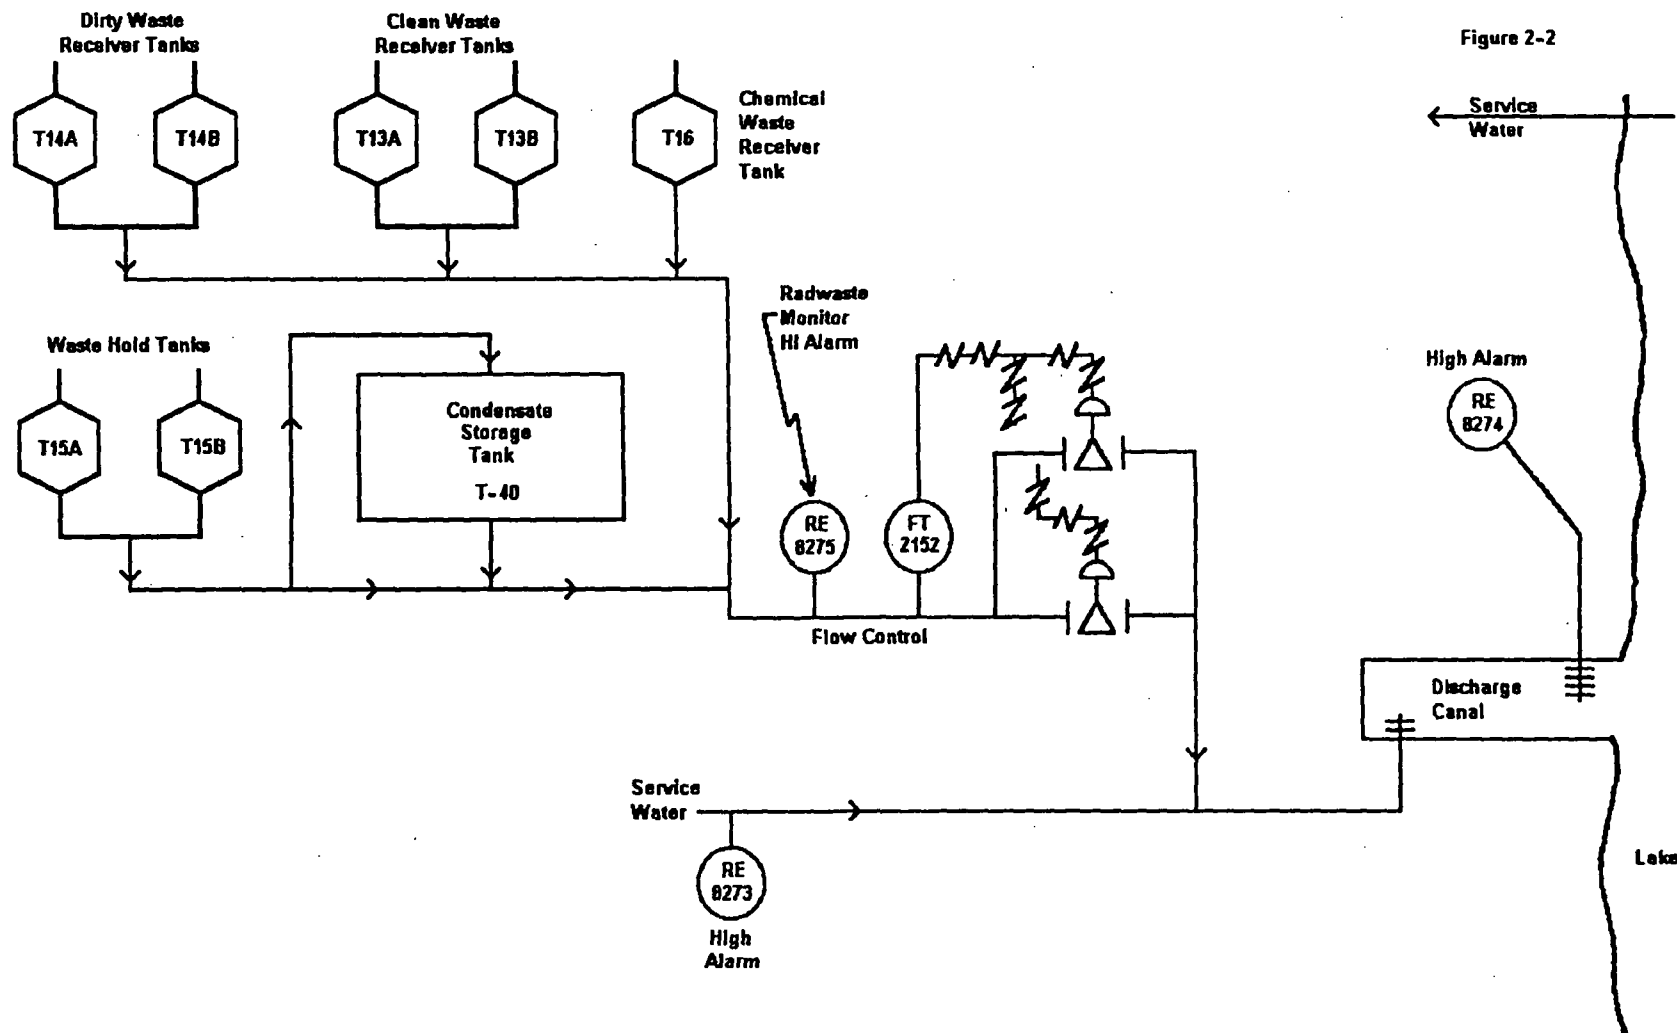 Dirty Waste
Receiver Tanks
Clean Waste
Receiver Tanks
Figure 2-2
T14A
T14B
T13A
T13B
T16
Chemical
Waste
Receiver
Tank
Service
Water
Radwaste
Monitor
HI Alarm
Waste Hold Tanks
T15A
T15B
Condensate
Storage
Tank
T-40
High Alarm
RE
8274
RE
8275
FT
2152
Flow Control
Discharge
Canal
Service
Water
RE
8273
High
Alarm
Lake